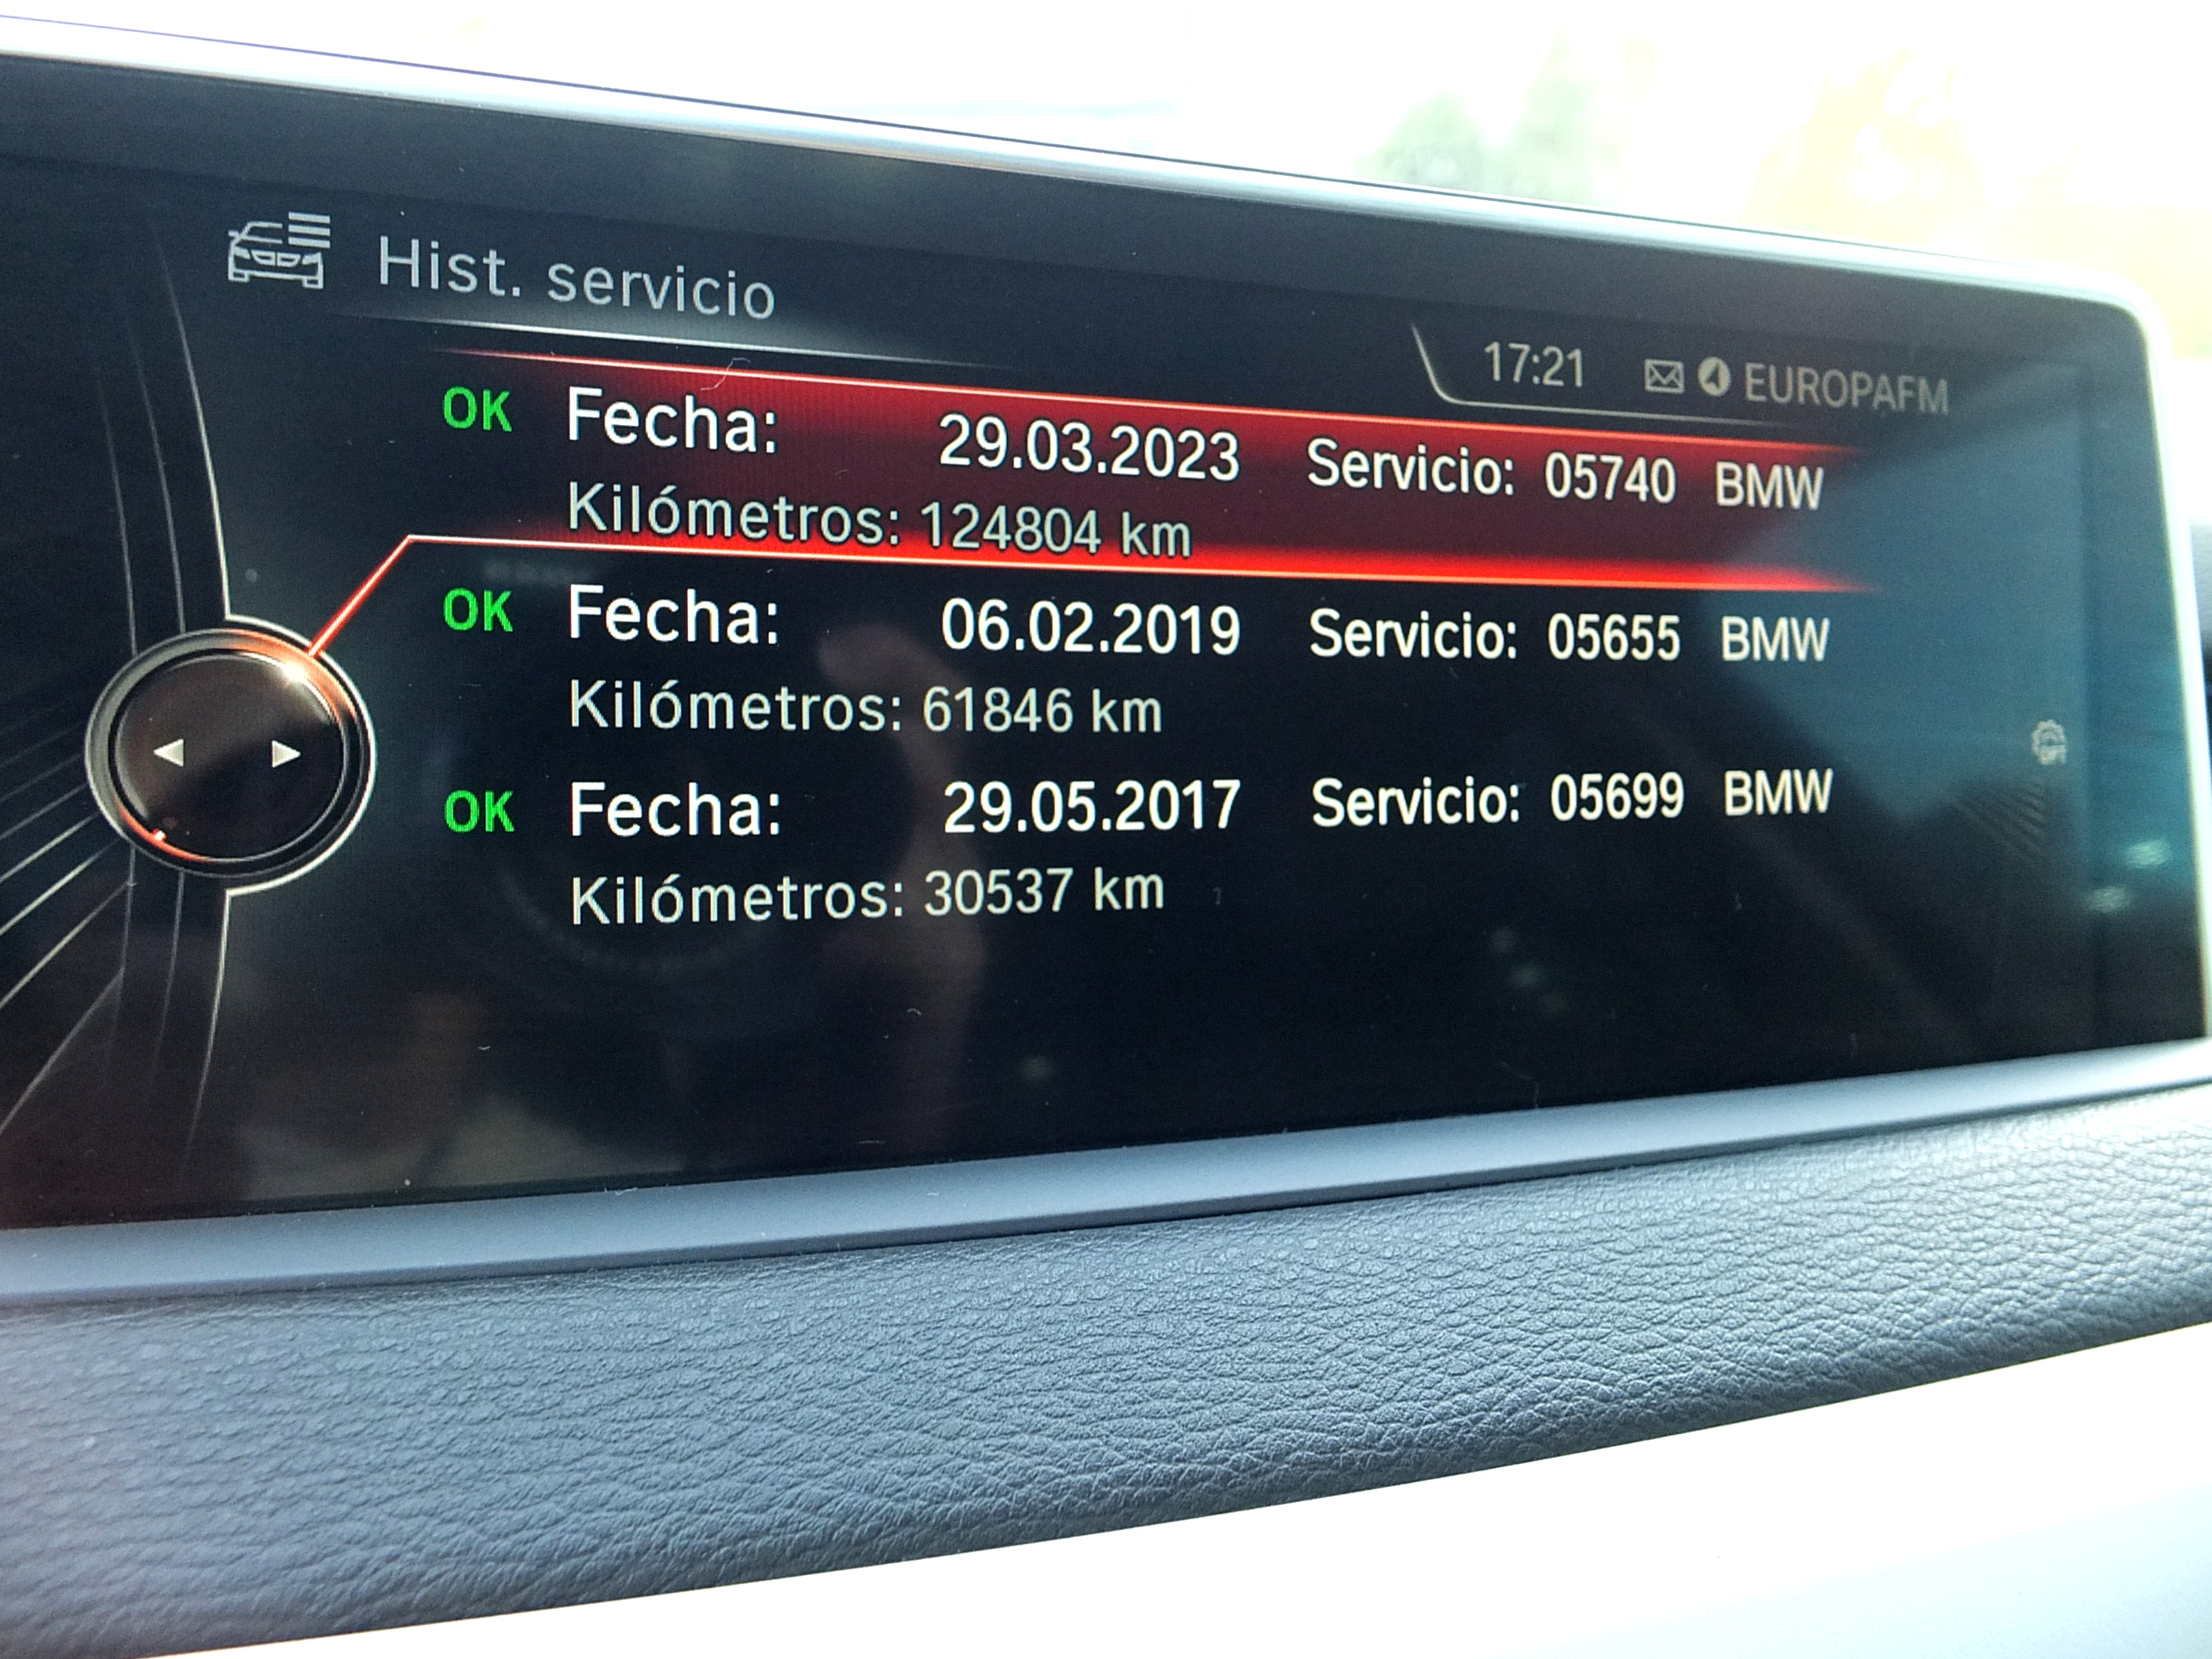 Hist. servicio
17:21 EUROPAFM
OK Fecha: 29.03.2023 Servicio: 05740 BMW
Kilómetros: 124804 km
OK Fecha: 06.02.2019 Servicio: 05655 BMW
Kilómetros: 61846 km
OK Fecha: 29.05.2017 Servicio: 05699 BMW
Kilómetros: 30537 km